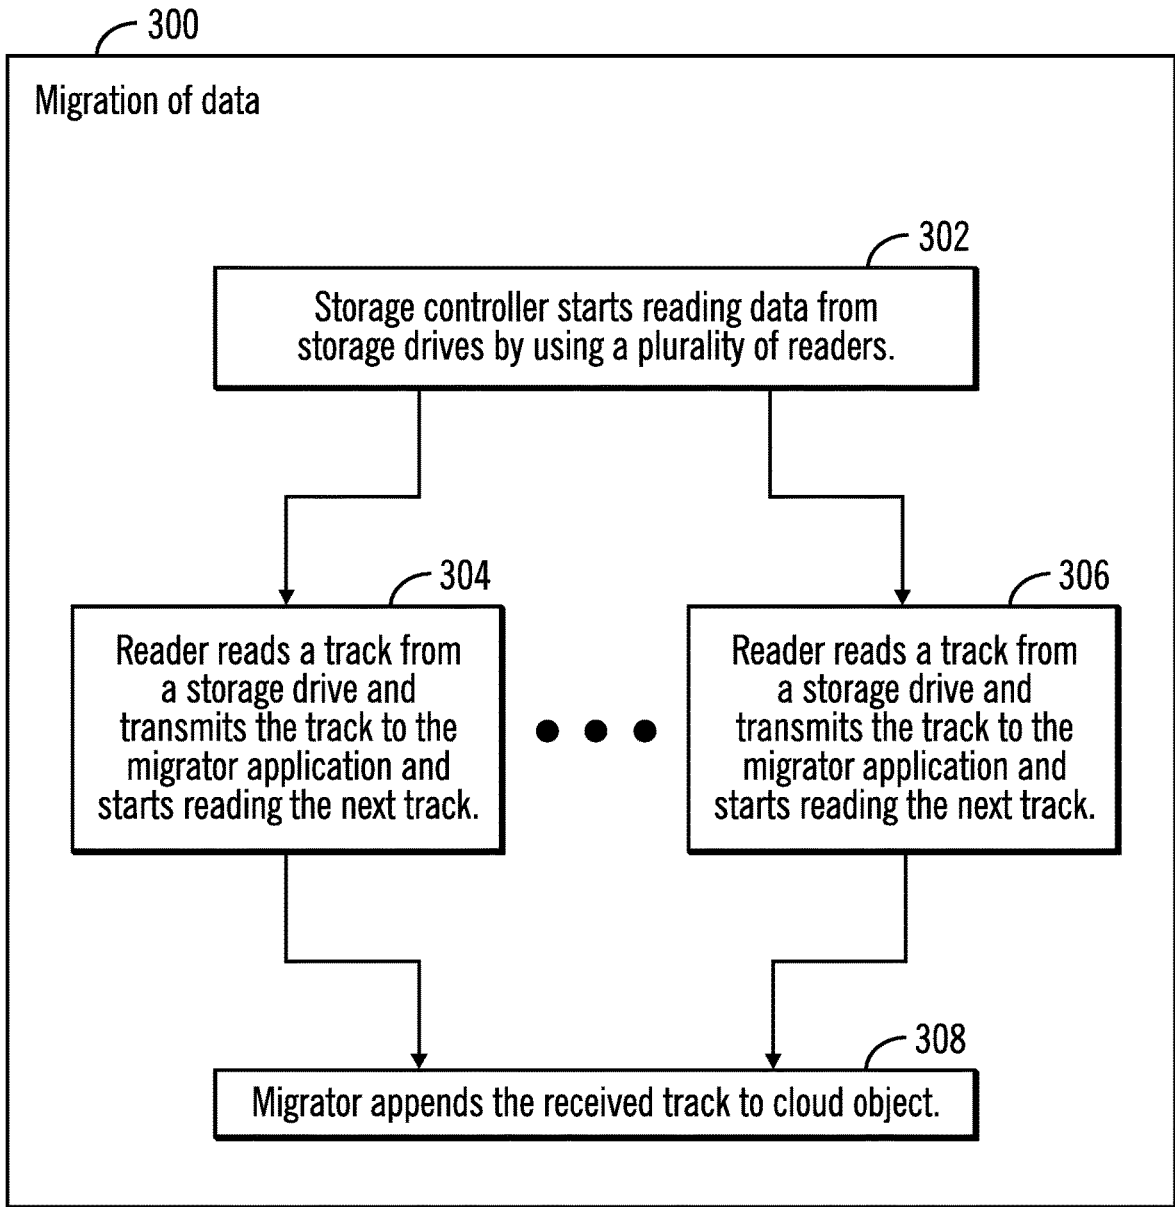 300
Migration of data
302
Storage controller starts reading data from
storage drives by using a plurality of readers.
304
Reader reads a track from
a storage drive and
transmits the track to the
migrator application and
starts reading the next track.
306
Reader reads a track from
a storage drive and
transmits the track to the
migrator application and
starts reading the next track.
308
Migrator appends the received track to cloud object.